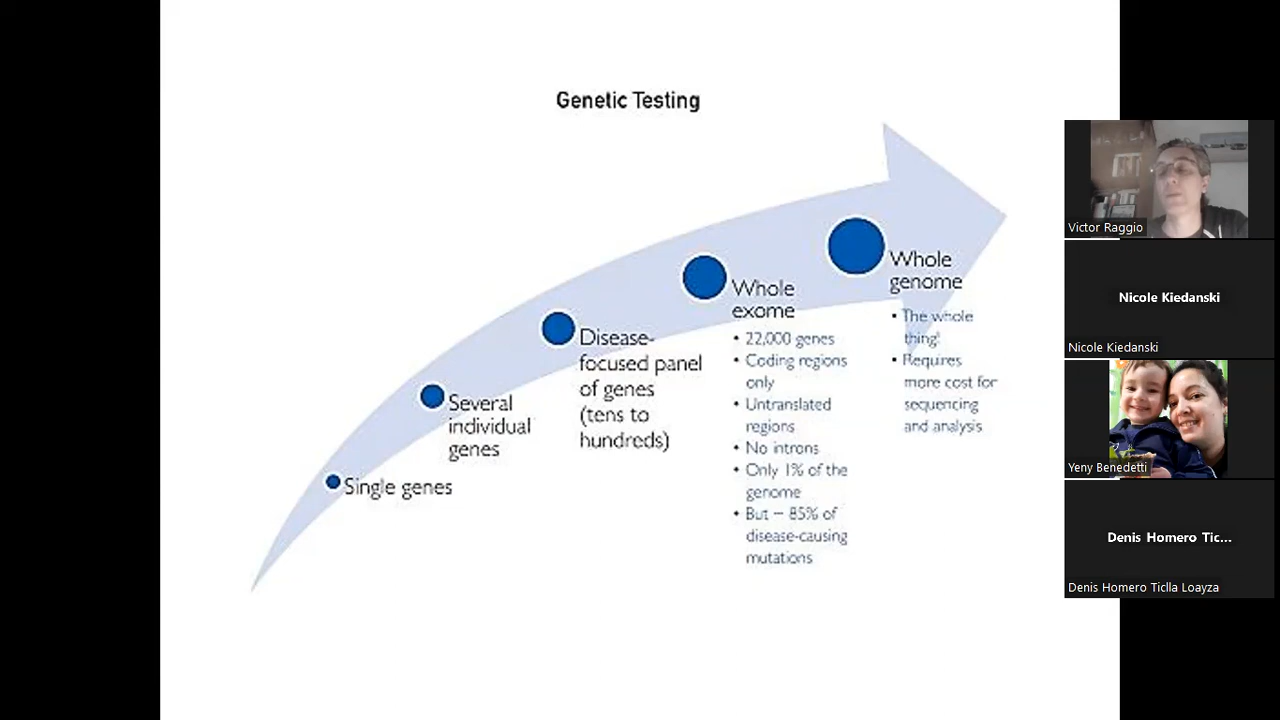 Genetic Testing
Single genes
Several
individual
genes
Disease-
focused panel
of genes
(tens to
hundreds)
Whole
exome
• 22,000 genes
• Coding regions
only
• Untranslated
regions
• No introns
• Only 1% of the
genome
• But ~ 85% of
disease-causing
mutations
Whole
genome
• The whole
thing!
• Requires
more cost for
sequencing
and analysis
Victor Raggio
Nicole Kiedanski
Nicole Kiedanski
Yeny Benedetti
Denis Homero Tic...
Denis Homero Ticlla Loayza